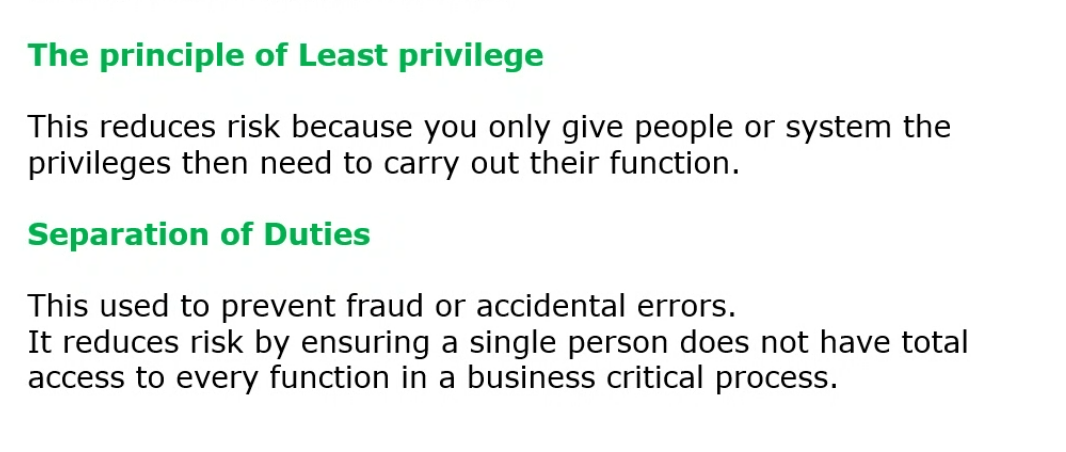 The principle of Least privilege
This reduces risk because you only give people or system the
privileges then need to carry out their function.
Separation of Duties
This used to prevent fraud or accidental errors.
It reduces risk by ensuring a single person does not have total
access to every function in a business critical process.